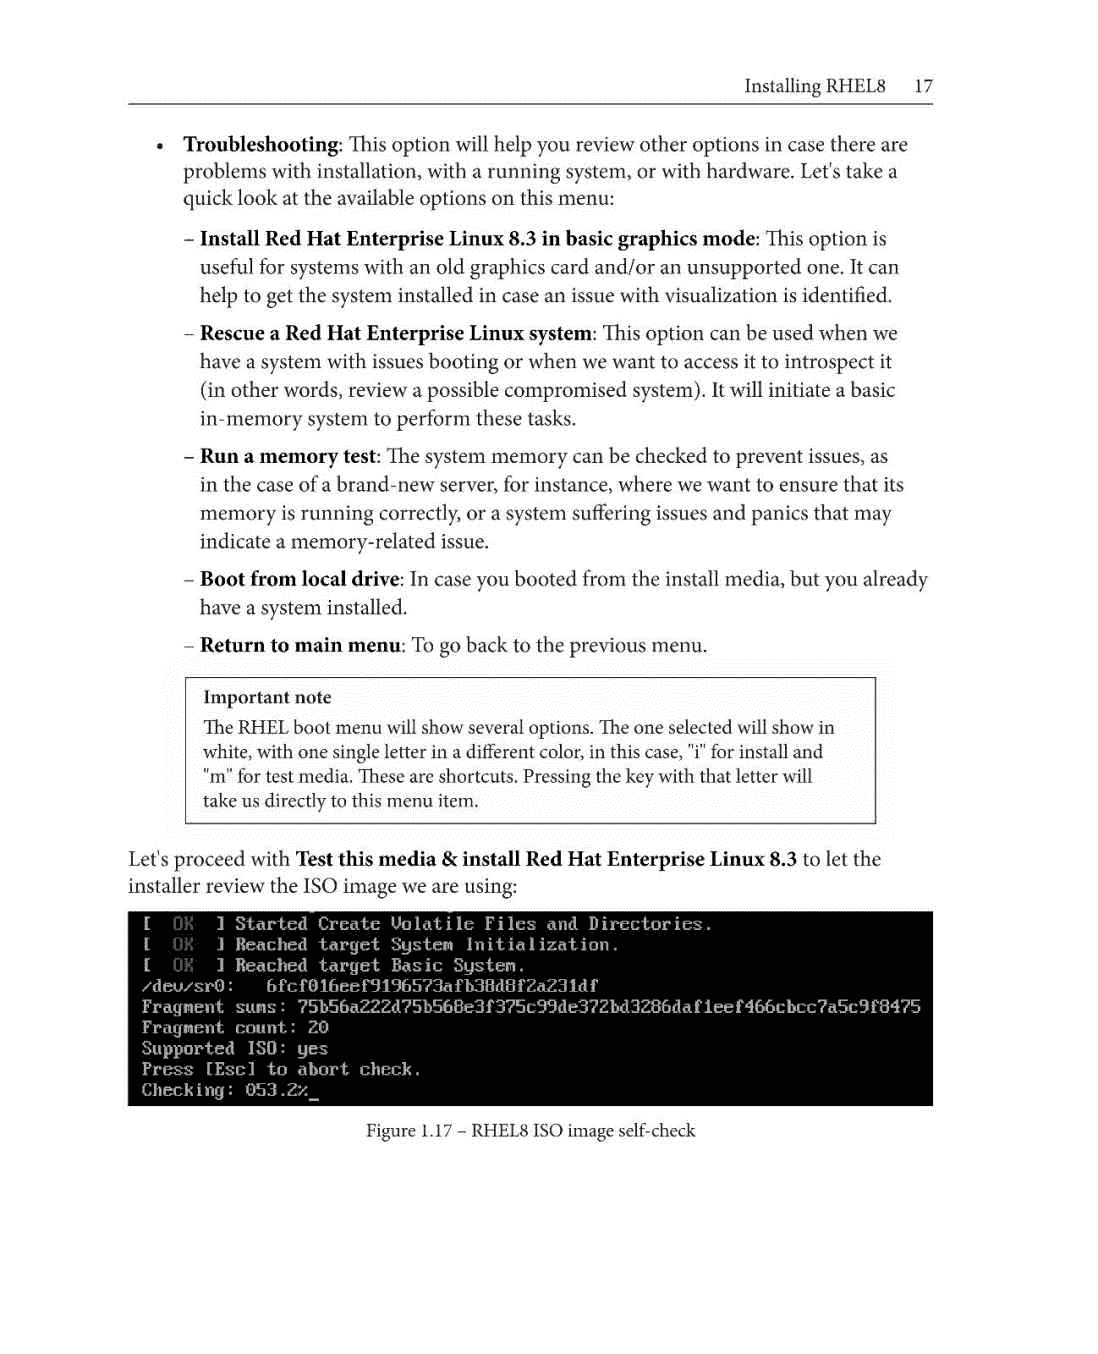 Installing RHEL8 17
• Troubleshooting: This option will help you review other options in case there are
problems with installation, with a running system, or with hardware. Let's take a
quick look at the available options on this menu:
– Install Red Hat Enterprise Linux 8.3 in basic graphics mode: This option is
useful for systems with an old graphics card and/or an unsupported one. It can
help to get the system installed in case an issue with visualization is identified.
– Rescue a Red Hat Enterprise Linux system: This option can be used when we
have a system with issues booting or when we want to access it to introspect it
(in other words, review a possible compromised system). It will initiate a basic
in-memory system to perform these tasks.
– Run a memory test: The system memory can be checked to prevent issues, as
in the case of a brand-new server, for instance, where we want to ensure that its
memory is running correctly, or a system suffering issues and panics that may
indicate a memory-related issue.
– Boot from local drive: In case you booted from the install media, but you already
have a system installed.
– Return to main menu: To go back to the previous menu.
Important note
The RHEL boot menu will show several options. The one selected will show in
white, with one single letter in a different color, in this case, "i" for install and
"m" for test media. These are shortcuts. Pressing the key with that letter will
take us directly to this menu item.
Let's proceed with Test this media & install Red Hat Enterprise Linux 8.3 to let the
installer review the ISO image we are using:
[  OK  ] Started Create Volatile Files and Directories.
[  OK  ] Reached target System Initialization.
[  OK  ] Reached target Basic System.
/dev/sr0:   6fcf016eef9196573afb38d8f2a231df
Fragment sums: 75b56a222d75b568e3f375c99de372bd3286daf1eef466cbcc7a5c9f8475
Fragment count: 20
Supported ISO: yes
Press [Esc] to abort check.
Checking: 053.2%_
Figure 1.17 – RHEL8 ISO image self-check